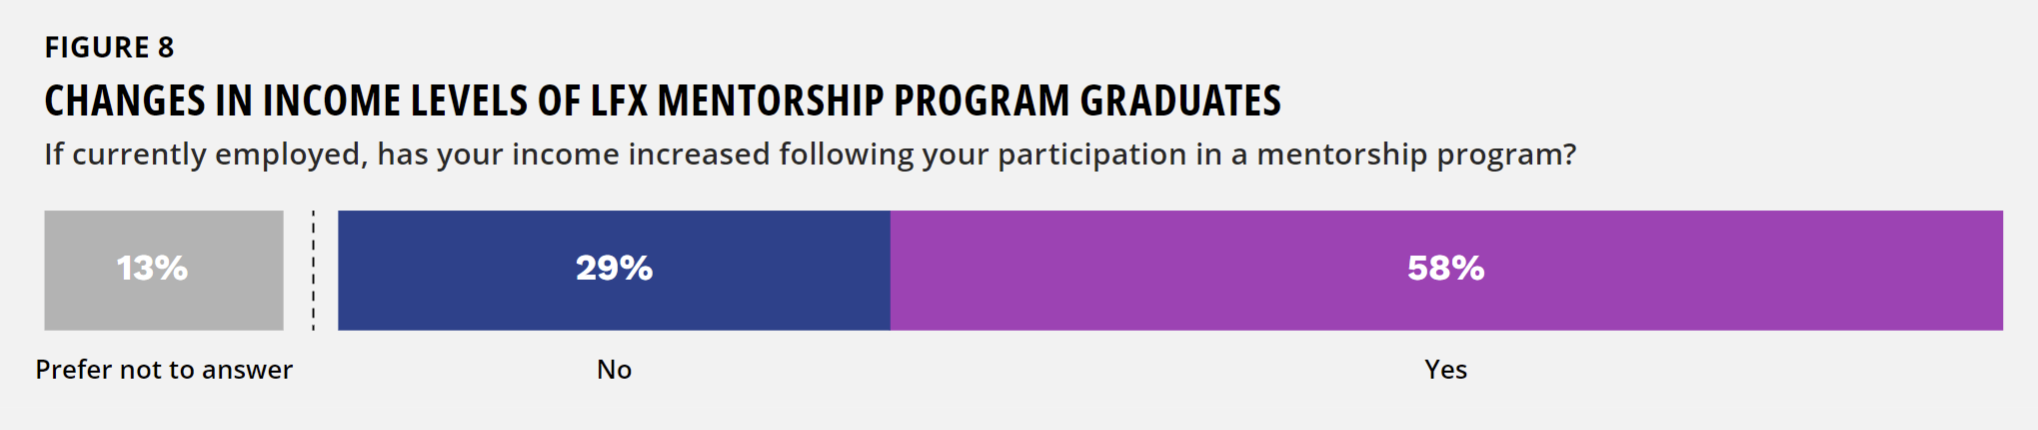 FIGURE 8
CHANGES IN INCOME LEVELS OF LFX MENTORSHIP PROGRAM GRADUATES
If currently employed, has your income increased following your participation in a mentorship program?
13% 29% 58%
Prefer not to answer No Yes